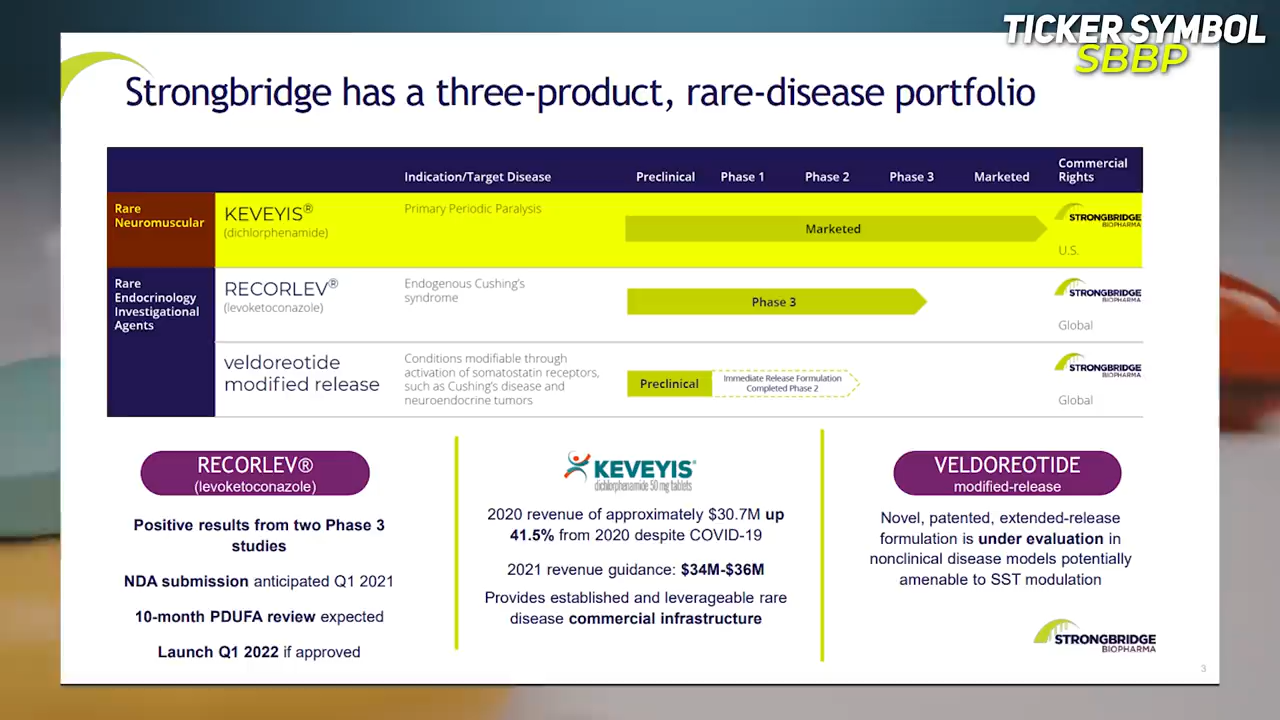 TICKER SYMBOL
SBBP
Strongbridge has a three-product, rare-disease portfolio
Indication/Target Disease
Preclinical
Phase 1
Phase 2
Phase 3
Marketed
Commercial
Rights
Rare
Neuromuscular
KEVEYIS®
(dichlorphenamide)
Primary Periodic Paralysis
Marketed
STRONGBRIDGE
BIOPHARMA
U.S.
Rare
Endocrinology
Investigational
Agents
RECORLEV®
(levoketoconazole)
Endogenous Cushing's
syndrome
Phase 3
STRONGBRIDGE
BIOPHARMA
Global
veldoreotide
modified release
Conditions modifiable through
activation of somatostatin receptors,
such as Cushing's disease and
neuroendocrine tumors
Preclinical
Immediate Release Formulation
Completed Phase 2
STRONGBRIDGE
BIOPHARMA
Global
RECORLEV®
(levoketoconazole)
Positive results from two Phase 3
studies
NDA submission anticipated Q1 2021
10-month PDUFA review expected
Launch Q1 2022 if approved
KEVEYIS®
dichlorphenamide 50 mg tablets
2020 revenue of approximately $30.7M up
41.5% from 2020 despite COVID-19
2021 revenue guidance: $34M-$36M
Provides established and leverageable rare
disease commercial infrastructure
VELDOREOTIDE
modified-release
Novel, patented, extended-release
formulation is under evaluation in
nonclinical disease models potentially
amenable to SST modulation
STRONGBRIDGE
BIOPHARMA
3